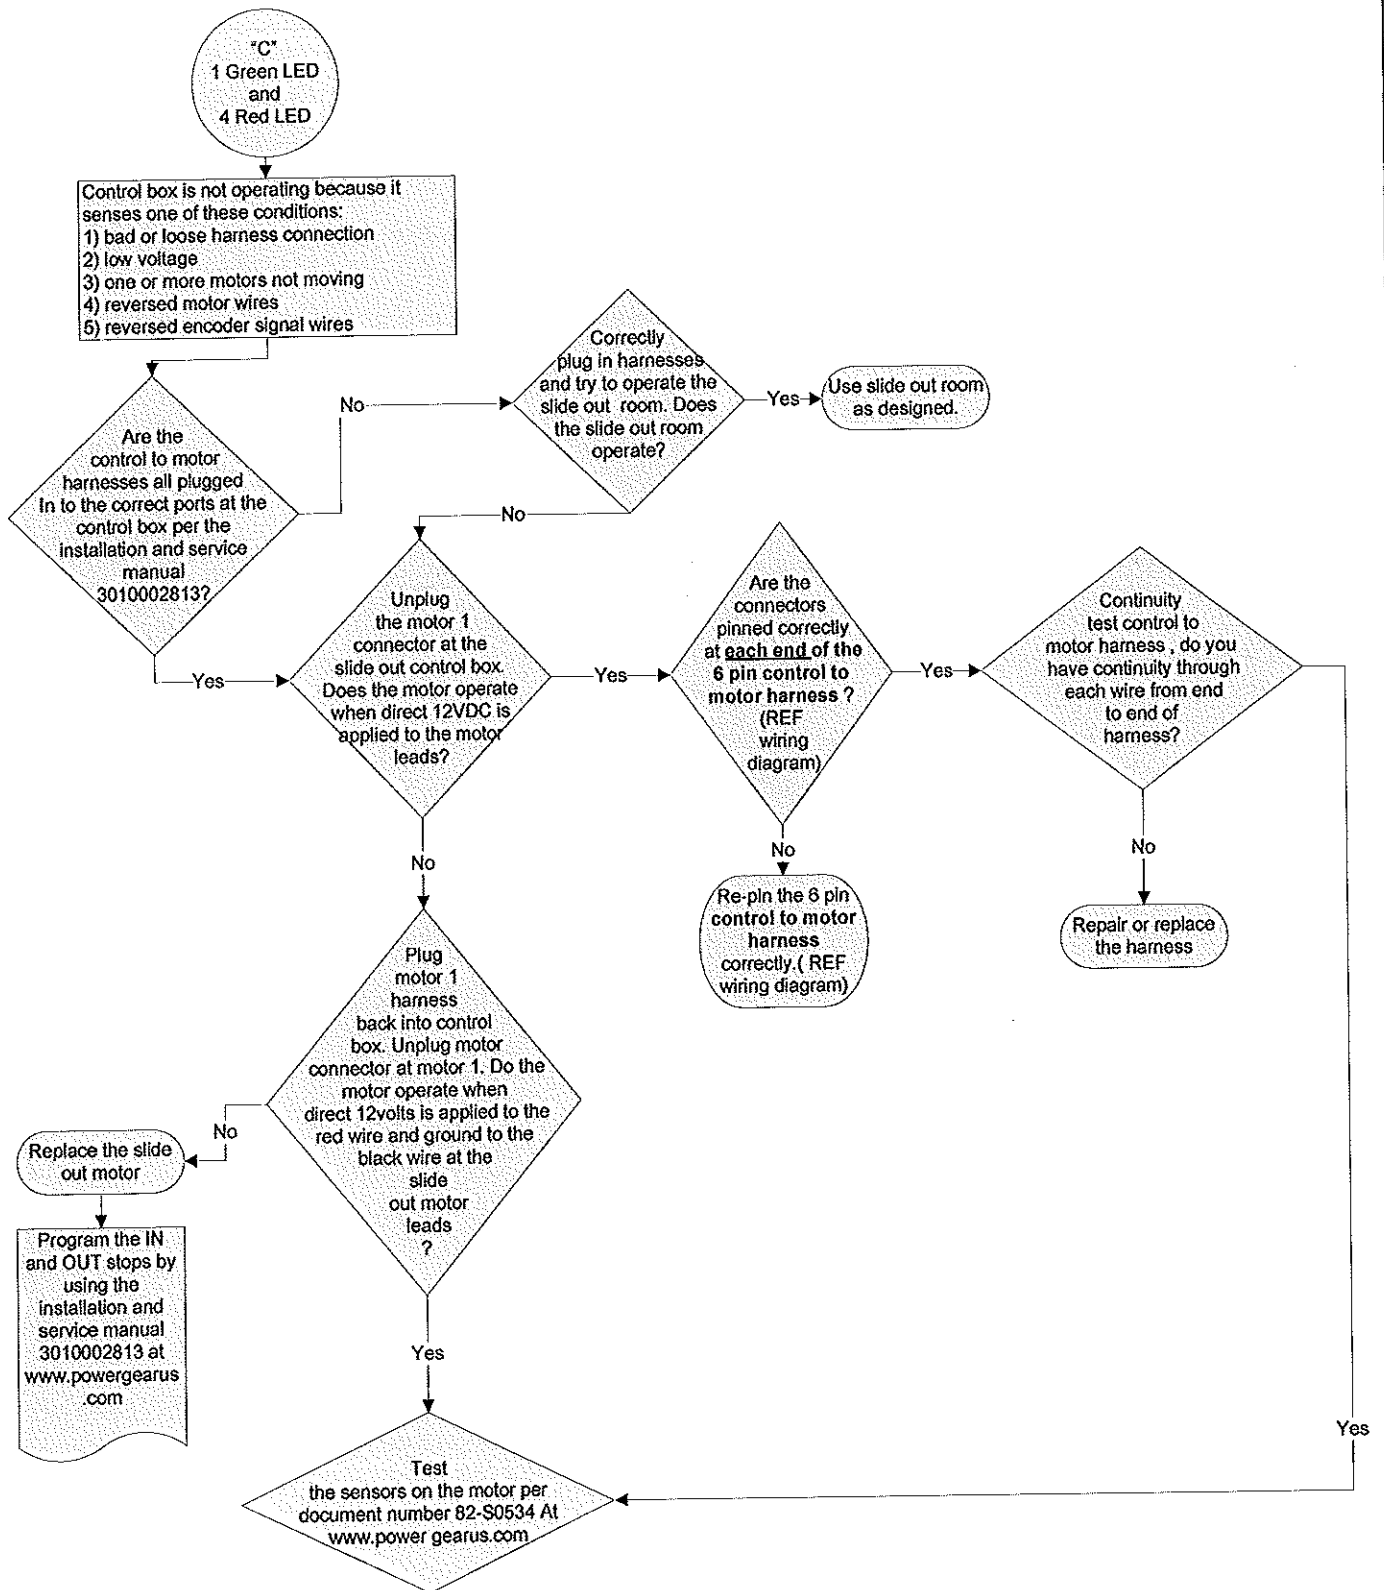 "C"
1 Green LED
and
4 Red LED
Control box is not operating because it
senses one of these conditions:
1) bad or loose harness connection
2) low voltage
3) one or more motors not moving
4) reversed motor wires
5) reversed encoder signal wires
Are the
control to motor
harnesses all plugged
In to the correct ports at the
control box per the
installation and service
manual
3010002813?
No
Correctly
plug in harnesses
and try to operate the
slide out room. Does
the slide out room
operate?
Yes
Use slide out room
as designed.
No
Yes
Unplug
the motor 1
connector at the
slide out control box.
Does the motor operate
when direct 12VDC is
applied to the motor
leads?
Yes
Are the
connectors
pinned correctly
at each end of the
6 pin control to
motor harness ?
(REF
wiring
diagram)
Yes
Continuity
test control to
motor harness , do you
have continuity through
each wire from end
to end of
harness?
No
Re-pin the 6 pin
control to motor
harness
correctly.( REF
wiring diagram)
No
Repair or replace
the harness
No
Plug
motor 1
harness
back into control
box. Unplug motor
connector at motor 1. Do the
motor operate when
direct 12volts is applied to the
red wire and ground to the
black wire at the
slide
out motor
leads
?
No
Replace the slide
out motor
Program the IN
and OUT stops by
using the
installation and
service manual
3010002813 at
www.powergearus
.com
Yes
Yes
Test
the sensors on the motor per
document number 82-S0534 At
www.power gearus.com